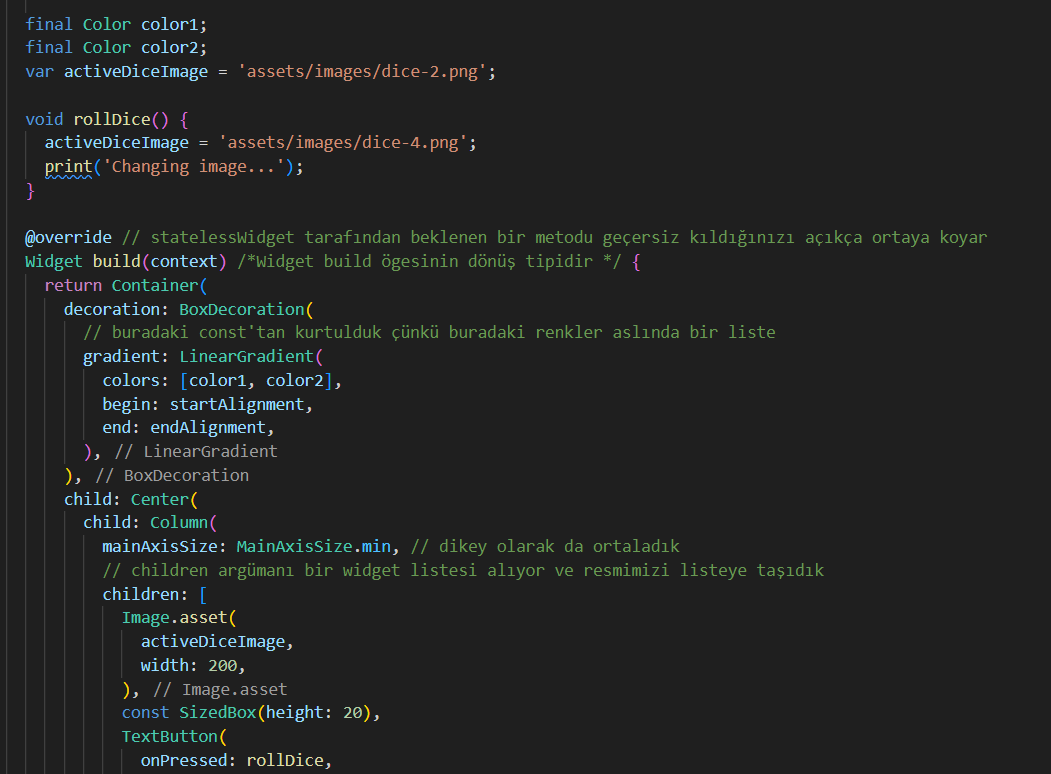 final Color color1;
final Color color2;
var activeDiceImage = 'assets/images/dice-2.png';
void rollDice() {
activeDiceImage = 'assets/images/dice-4.png';
print('Changing image...');
}
@override // statelessWidget tarafından beklenen bir metodu geçersiz kıldığınızı açıkça ortaya koyar
Widget build(context) /*Widget build ögesinin dönüş tipidir */ {
return Container(
decoration: BoxDecoration(
// buradaki const'tan kurtulduk çünkü buradaki renkler aslında bir liste
gradient: LinearGradient(
colors: [color1, color2],
begin: startAlignment,
end: endAlignment,
), // LinearGradient
), // BoxDecoration
child: Center(
child: Column(
mainAxisSize: MainAxisSize.min, // dikey olarak da ortaladık
// children argümanı bir widget listesi alıyor ve resmimizi listeye taşıdık
children: [
Image.asset(
activeDiceImage,
width: 200,
), // Image.asset
const SizedBox(height: 20),
TextButton(
onPressed: rollDice,